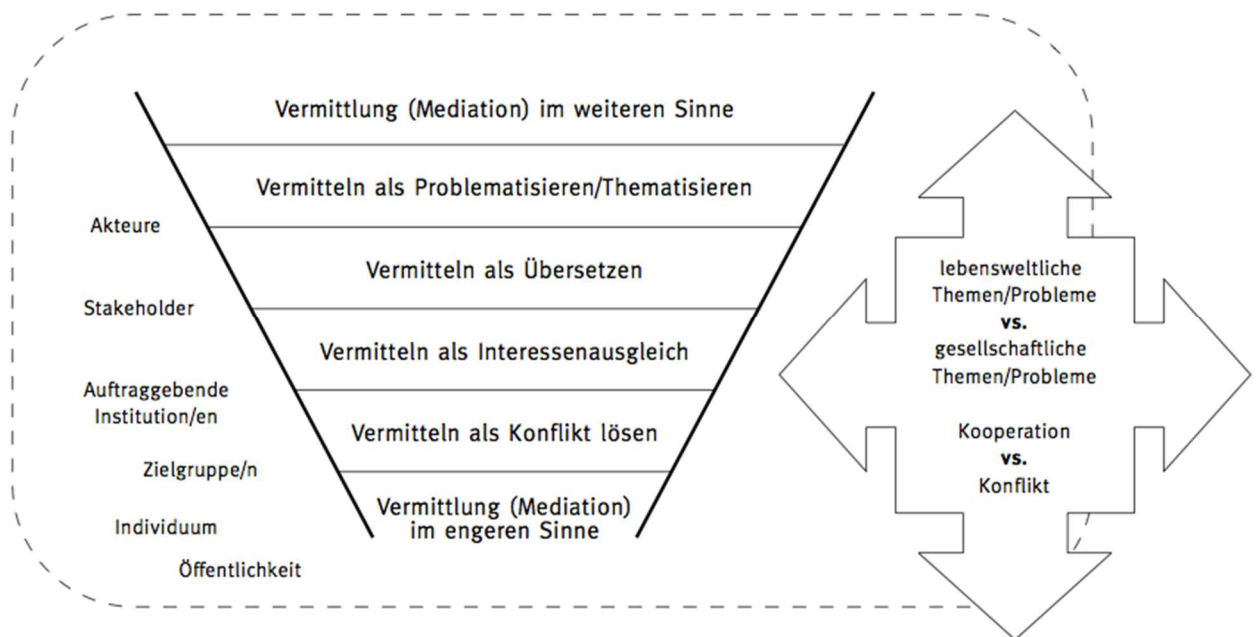 Vermittlung (Mediation) im weiteren Sinne
Vermitteln als Problematisieren/Thematisieren
Vermitteln als Übersetzen
Vermitteln als Interessenausgleich
Vermitteln als Konflikt lösen
Vermittlung (Mediation)
im engeren Sinne
Akteure
Stakeholder
Auftraggebende
Institution/en
Zielgruppe/n
Individuum
Öffentlichkeit
lebensweltliche
Themen/Probleme
vs.
gesellschaftliche
Themen/Probleme
Kooperation
vs.
Konflikt